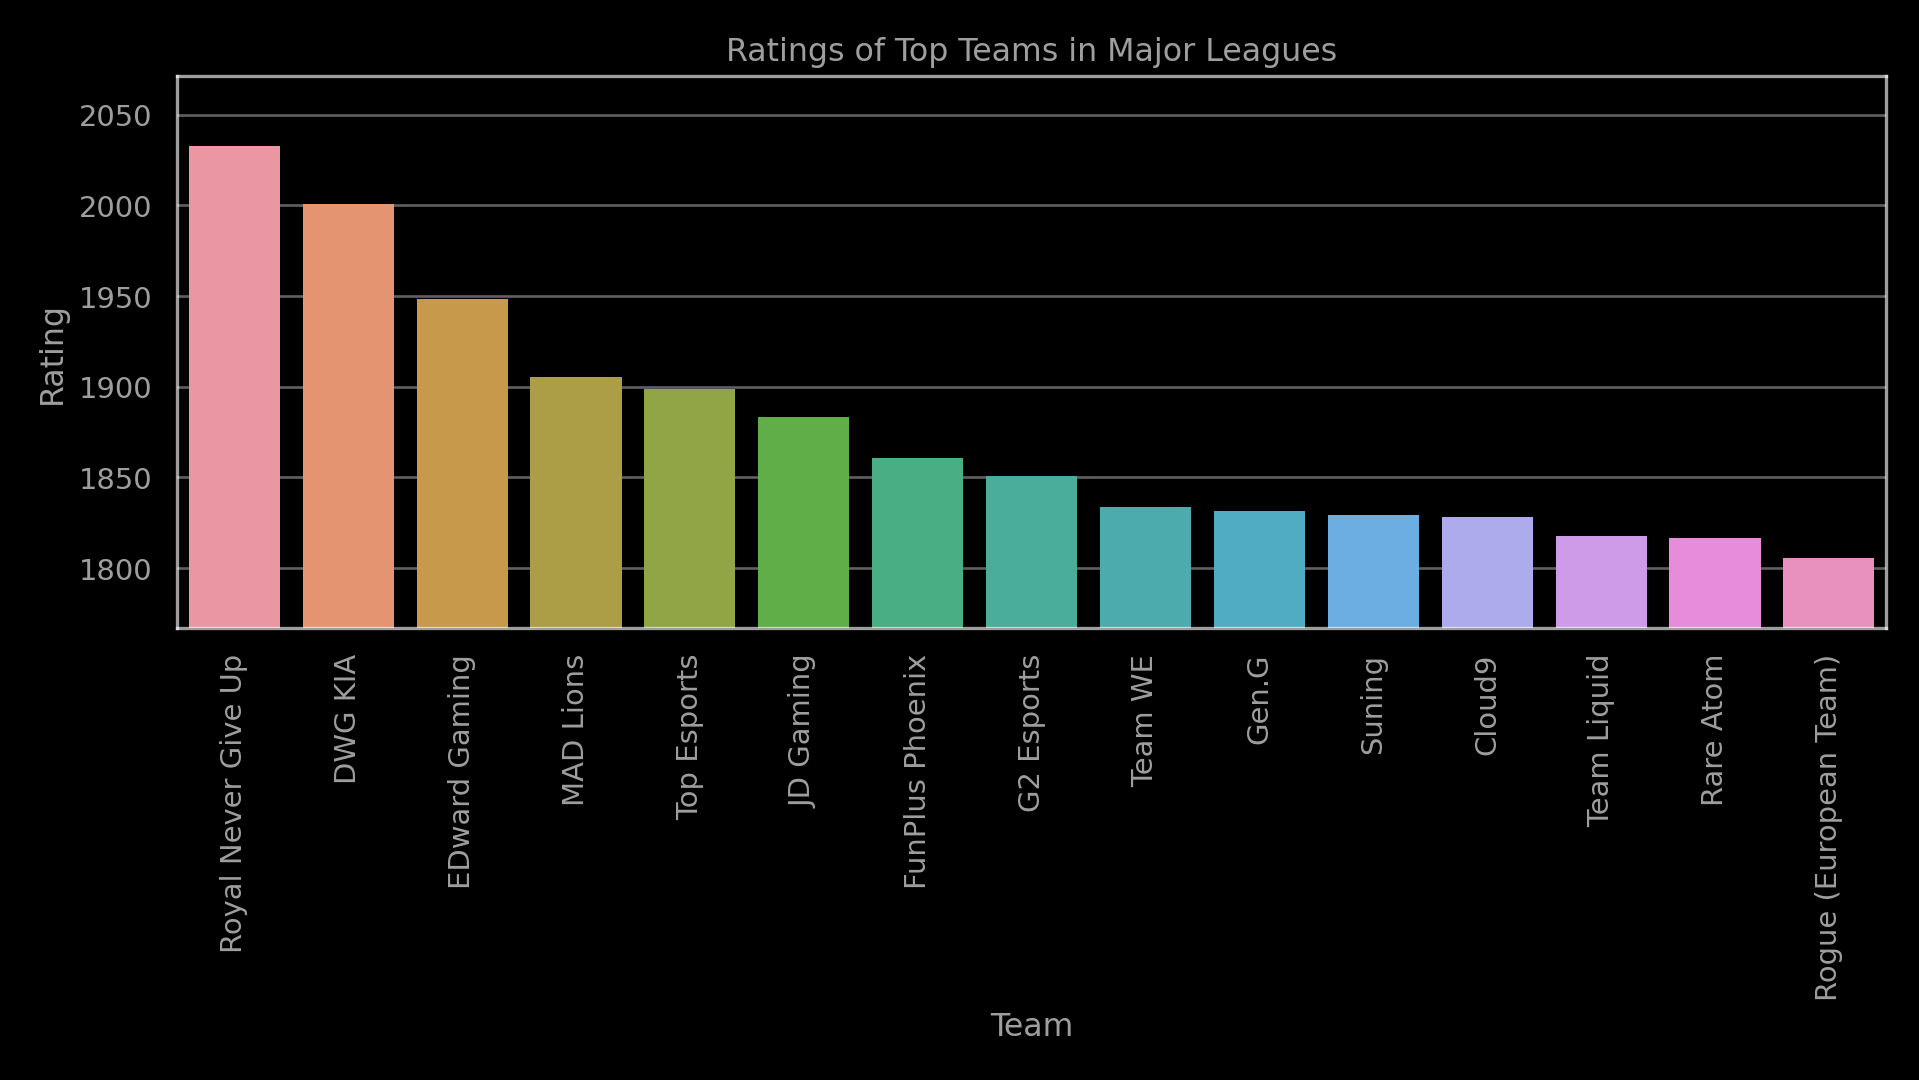 Ratings of Top Teams in Major Leagues
Rating
2050
2000
1950
1900
1850
1800
Royal Never Give Up
DWG KIA
EDward Gaming
MAD Lions
Top Esports
JD Gaming
FunPlus Phoenix
G2 Esports
Team WE
Gen.G
Suning
Cloud9
Team Liquid
Rare Atom
Rogue (European Team)
Team